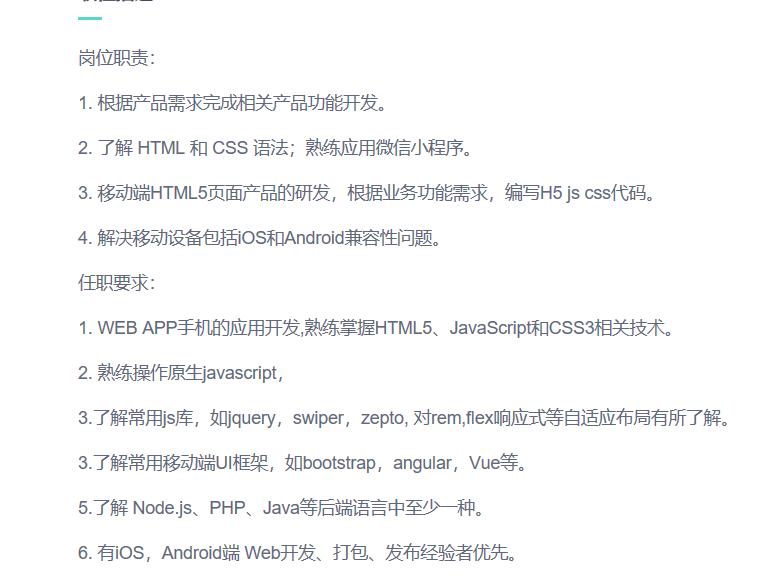 岗位职责：
1. 根据产品需求完成相关产品功能开发。
2. 了解 HTML 和 CSS 语法；熟练应用微信小程序。
3. 移动端HTML5页面产品的研发，根据业务功能需求，编写H5 js css代码。
4. 解决移动设备包括iOS和Android兼容性问题。
任职要求：
1. WEB APP手机的应用开发,熟练掌握HTML5、JavaScript和CSS3相关技术。
2. 熟练操作原生javascript，
3.了解常用js库，如jquery，swiper，zepto, 对rem,flex响应式等自适应布局有所了解。
3.了解常用移动端UI框架，如bootstrap，angular，Vue等。
5.了解 Node.js、PHP、Java等后端语言中至少一种。
6. 有iOS，Android端 Web开发、打包、发布经验者优先。